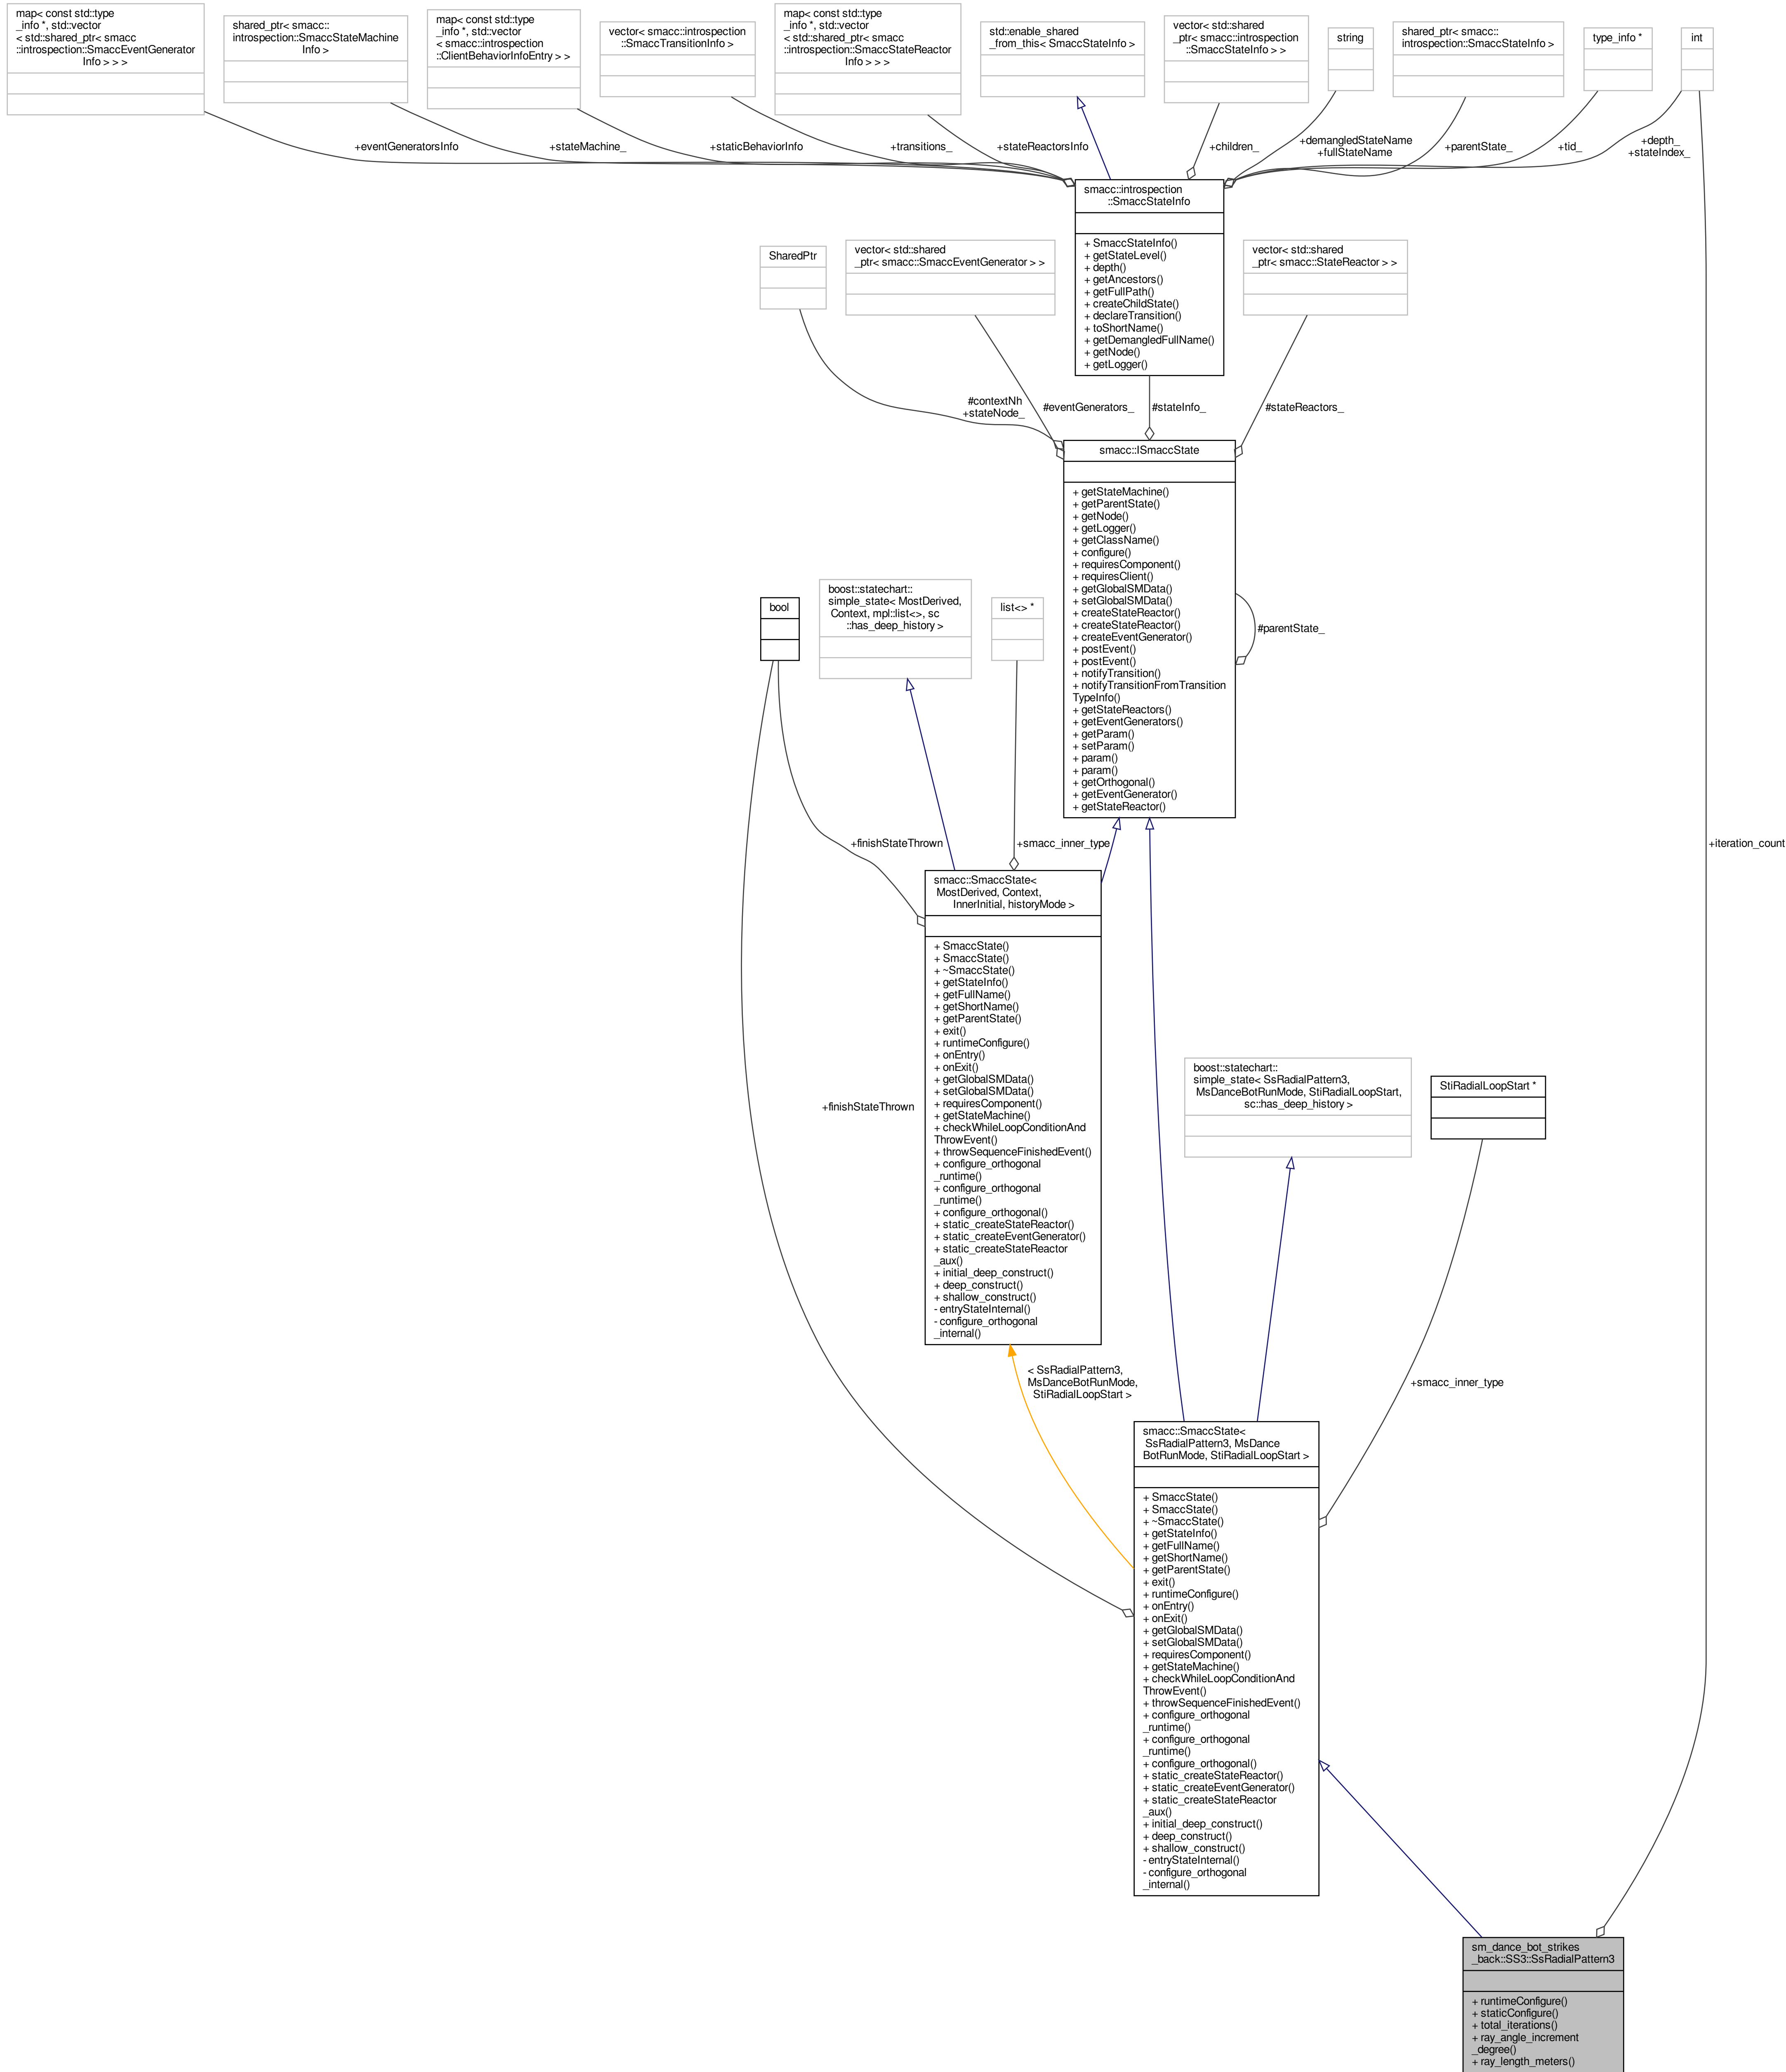 map< const std::type
_info *, std::vector
< std::shared_ptr< smacc
::introspection::SmaccEventGenerator
Info > > >
shared_ptr< smacc::
introspection::SmaccStateMachine
Info >
map< const std::type
_info *, std::vector
< smacc::introspection
::ClientBehaviorInfoEntry > >
vector< smacc::introspection
::SmaccTransitionInfo >
map< const std::type
_info *, std::vector
< std::shared_ptr< smacc
::introspection::SmaccStateReactor
Info > > >
std::enable_shared
_from_this< SmaccStateInfo >
vector< std::shared
_ptr< smacc::introspection
::SmaccStateInfo > >
string
shared_ptr< smacc::
introspection::SmaccStateInfo >
type_info *
int
+eventGeneratorsInfo
+stateMachine_
+staticBehaviorInfo
+transitions_
+stateReactorsInfo
+children_
+demangledStateName
+fullStateName
+parentState_
+tid_
+depth_
+stateIndex_
smacc::introspection
::SmaccStateInfo
+ SmaccStateInfo()
+ getStateLevel()
+ depth()
+ getAncestors()
+ getFullPath()
+ createChildState()
+ declareTransition()
+ toShortName()
+ getDemangledFullName()
+ getNode()
+ getLogger()
SharedPtr
vector< std::shared
_ptr< smacc::SmaccEventGenerator > >
vector< std::shared
_ptr< smacc::StateReactor > >
#contextNh
+stateNode_
#eventGenerators_
#stateInfo_
#stateReactors_
smacc::ISmaccState
+ getStateMachine()
+ getParentState()
+ getNode()
+ getLogger()
+ getClassName()
+ configure()
+ requiresComponent()
+ requiresClient()
+ getGlobalSMData()
+ setGlobalSMData()
+ createStateReactor()
+ createStateReactor()
+ createEventGenerator()
+ postEvent()
+ postEvent()
+ notifyTransition()
+ notifyTransitionFromTransition
TypeInfo()
+ getStateReactors()
+ getEventGenerators()
+ getParam()
+ setParam()
+ param()
+ param()
+ getOrthogonal()
+ getEventGenerator()
+ getStateReactor()
#parentState_
bool
boost::statechart::
simple_state< MostDerived,
Context, mpl::list<>, sc
::has_deep_history >
list<> *
+finishStateThrown
+smacc_inner_type
+iteration_count
smacc::SmaccState<
MostDerived, Context,
InnerInitial, historyMode >
+ SmaccState()
+ SmaccState()
+ ~SmaccState()
+ getStateInfo()
+ getFullName()
+ getShortName()
+ getParentState()
+ exit()
+ runtimeConfigure()
+ onEntry()
+ onExit()
+ getGlobalSMData()
+ setGlobalSMData()
+ requiresComponent()
+ getStateMachine()
+ checkWhileLoopConditionAnd
ThrowEvent()
+ throwSequenceFinishedEvent()
+ configure_orthogonal
_runtime()
+ configure_orthogonal
_runtime()
+ configure_orthogonal()
+ static_createStateReactor()
+ static_createEventGenerator()
+ static_createStateReactor
_aux()
+ initial_deep_construct()
+ deep_construct()
+ shallow_construct()
- entryStateInternal()
- configure_orthogonal
_internal()
+finishStateThrown
boost::statechart::
simple_state< SsRadialPattern3,
MsDanceBotRunMode, StiRadialLoopStart,
sc::has_deep_history >
StiRadialLoopStart *
< SsRadialPattern3,
MsDanceBotRunMode,
StiRadialLoopStart >
+smacc_inner_type
smacc::SmaccState<
SsRadialPattern3, MsDance
BotRunMode, StiRadialLoopStart >
+ SmaccState()
+ SmaccState()
+ ~SmaccState()
+ getStateInfo()
+ getFullName()
+ getShortName()
+ getParentState()
+ exit()
+ runtimeConfigure()
+ onEntry()
+ onExit()
+ getGlobalSMData()
+ setGlobalSMData()
+ requiresComponent()
+ getStateMachine()
+ checkWhileLoopConditionAnd
ThrowEvent()
+ throwSequenceFinishedEvent()
+ configure_orthogonal
_runtime()
+ configure_orthogonal
_runtime()
+ configure_orthogonal()
+ static_createStateReactor()
+ static_createEventGenerator()
+ static_createStateReactor
_aux()
+ initial_deep_construct()
+ deep_construct()
+ shallow_construct()
- entryStateInternal()
- configure_orthogonal
_internal()
sm_dance_bot_strikes
_back::SS3::SsRadialPattern3
+ runtimeConfigure()
+ staticConfigure()
+ total_iterations()
+ ray_angle_increment
_degree()
+ ray_length_meters()